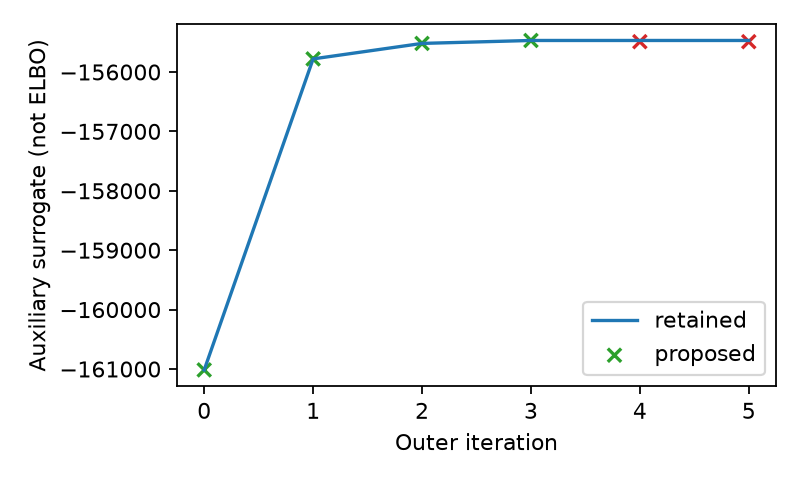 Auxiliary surrogate (not ELBO)
−156000
−157000
−158000
−159000
−160000
−161000
retained
proposed
0 1 2 3 4 5
Outer iteration